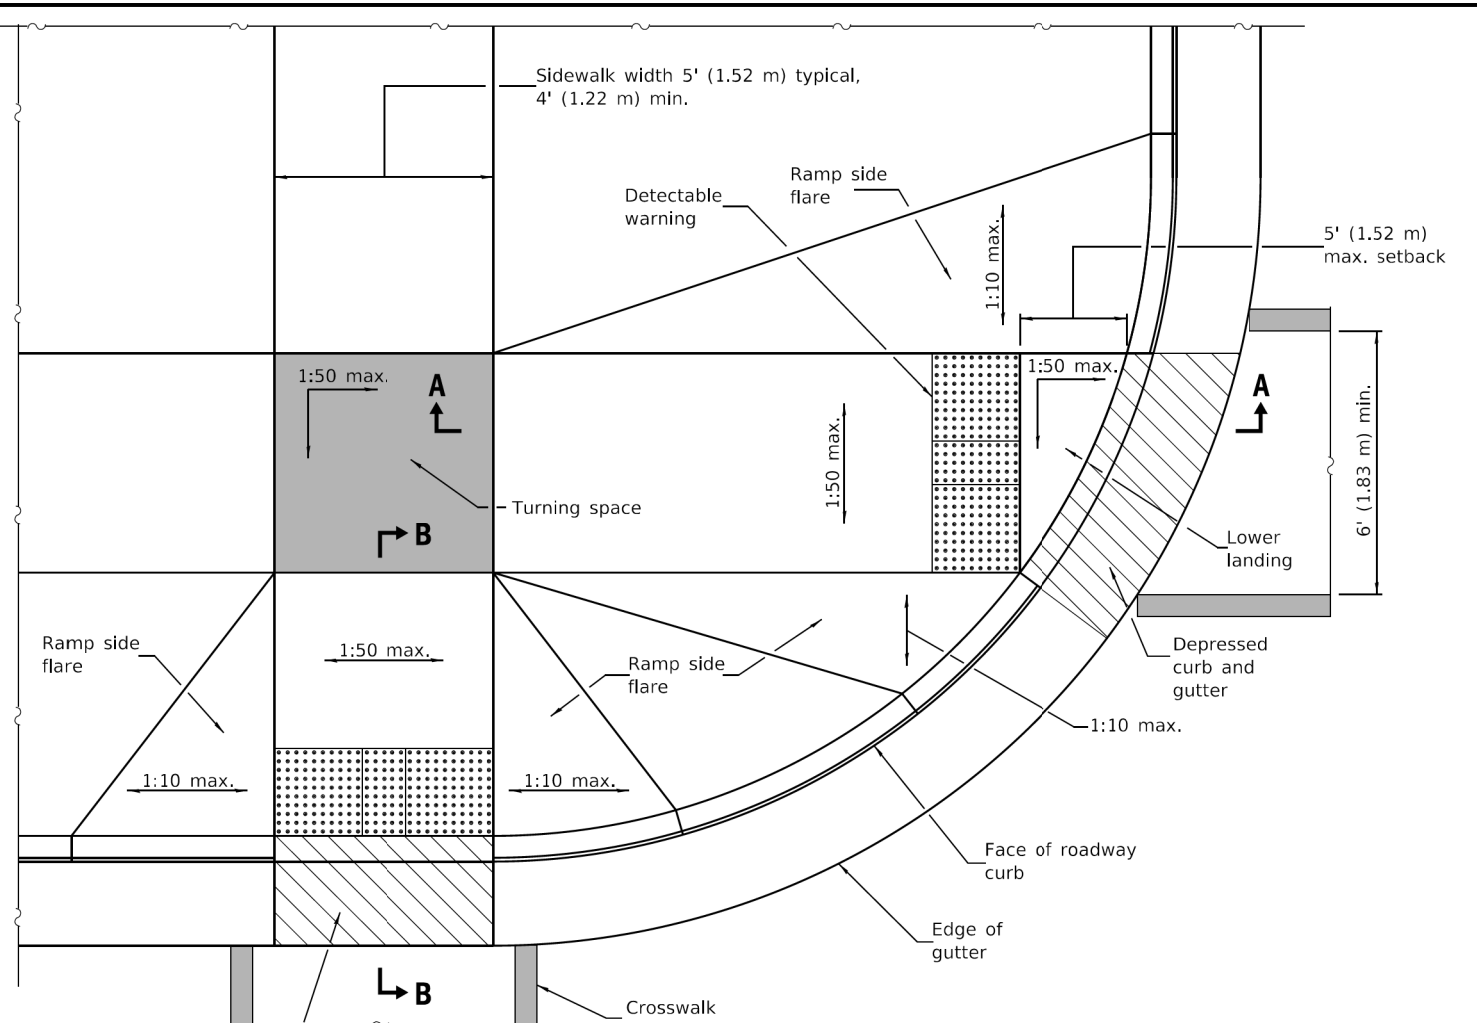 Sidewalk width 5' (1.52 m) typical,
4' (1.22 m) min.
Ramp side
flare
Detectable
warning
1:10 max.
5' (1.52 m)
max. setback
1:50 max.
A
1:50 max.
A
1:50 max.
6' (1.83 m) min.
Turning space
B
Lower
landing
Ramp side
flare
1:50 max.
Ramp side
flare
Depressed
curb and
gutter
1:10 max.
1:10 max.
1:10 max.
Face of roadway
curb
Edge of
gutter
B
Crosswalk